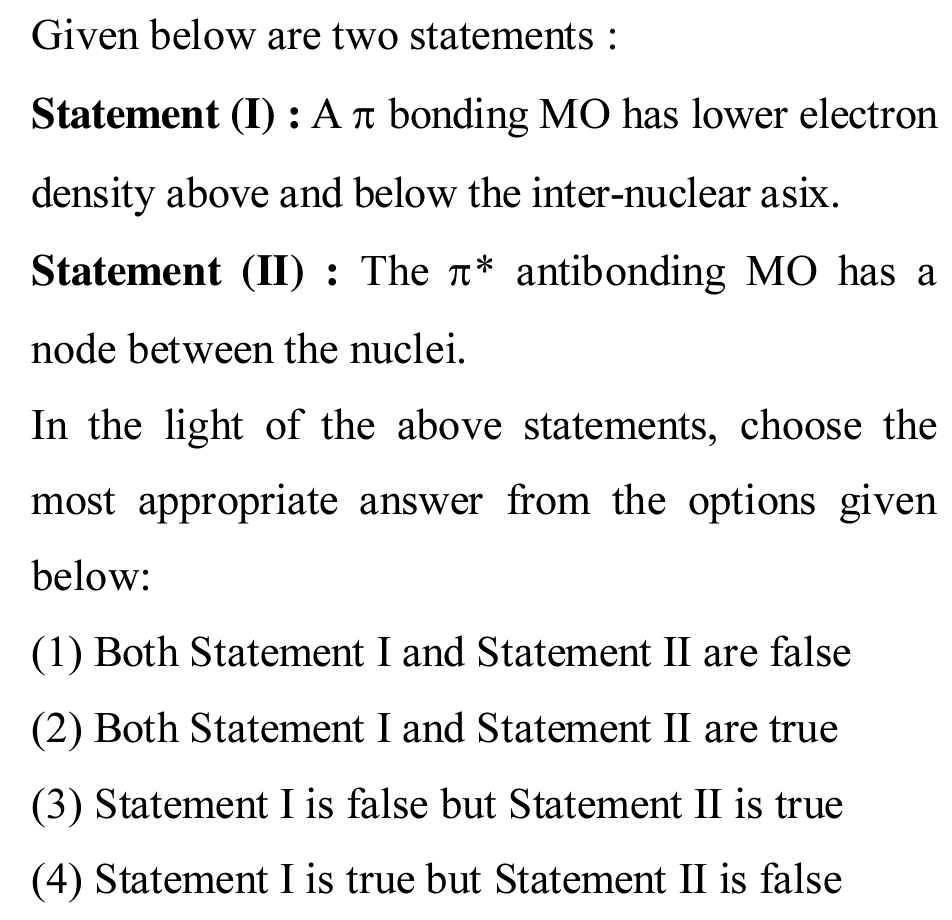 Given below are two statements :
Statement (I) : A π bonding MO has lower electron
density above and below the inter-nuclear asix.
Statement (II) : The π* antibonding MO has a
node between the nuclei.
In the light of the above statements, choose the
most appropriate answer from the options given
below:
(1) Both Statement I and Statement II are false
(2) Both Statement I and Statement II are true
(3) Statement I is false but Statement II is true
(4) Statement I is true but Statement II is false